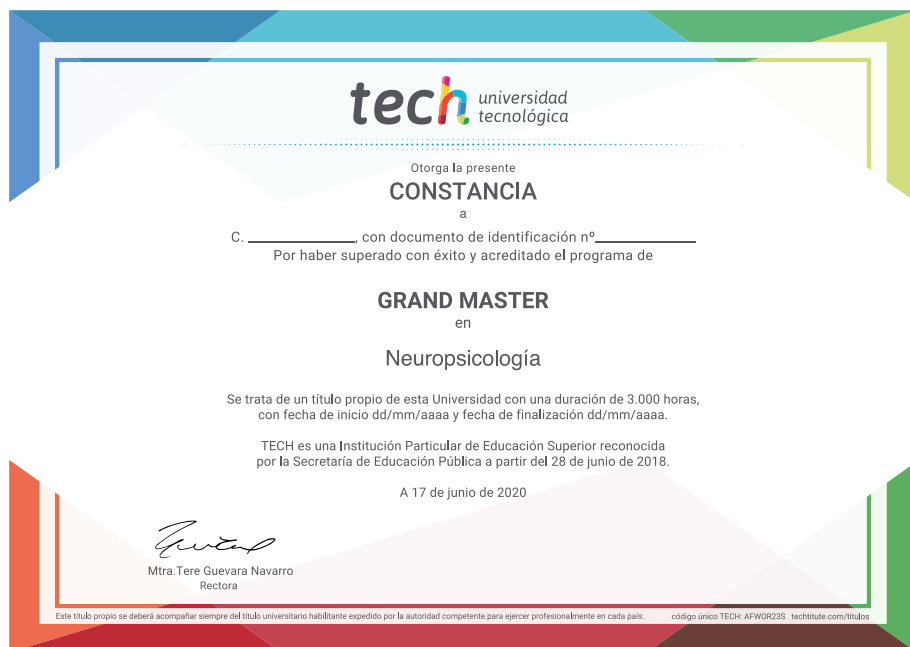 tech universidad
tecnológica
Otorga la presente
CONSTANCIA
a
C. ____________, con documento de identificación nº____________
Por haber superado con éxito y acreditado el programa de
GRAND MASTER
en
Neuropsicología
Se trata de un título propio de esta Universidad con una duración de 3.000 horas,
con fecha de inicio dd/mm/aaaa y fecha de finalización dd/mm/aaaa.
TECH es una Institución Particular de Educación Superior reconocida
por la Secretaría de Educación Pública a partir del 28 de junio de 2018.
A 17 de junio de 2020
Mtra.Tere Guevara Navarro
Rectora
Este título propio se deberá acompañar siempre del título universitario habilitante expedido por la autoridad competente para ejercer profesionalmente en cada país. código único TECH: AFWOR23S techtitute.com/titulos